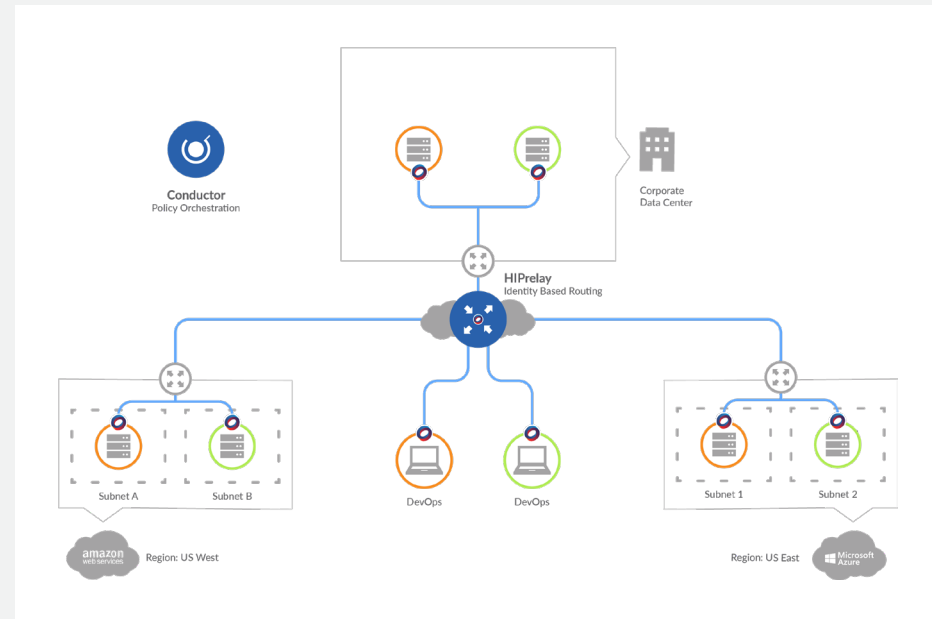 Conductor
Policy Orchestration
Corporate
Data Center
HIPrelay
Identity Based Routing
Subnet A
Subnet B
DevOps
DevOps
Subnet 1
Subnet 2
amazon
web services
Region: US West
Region: US East
Microsoft
Azure